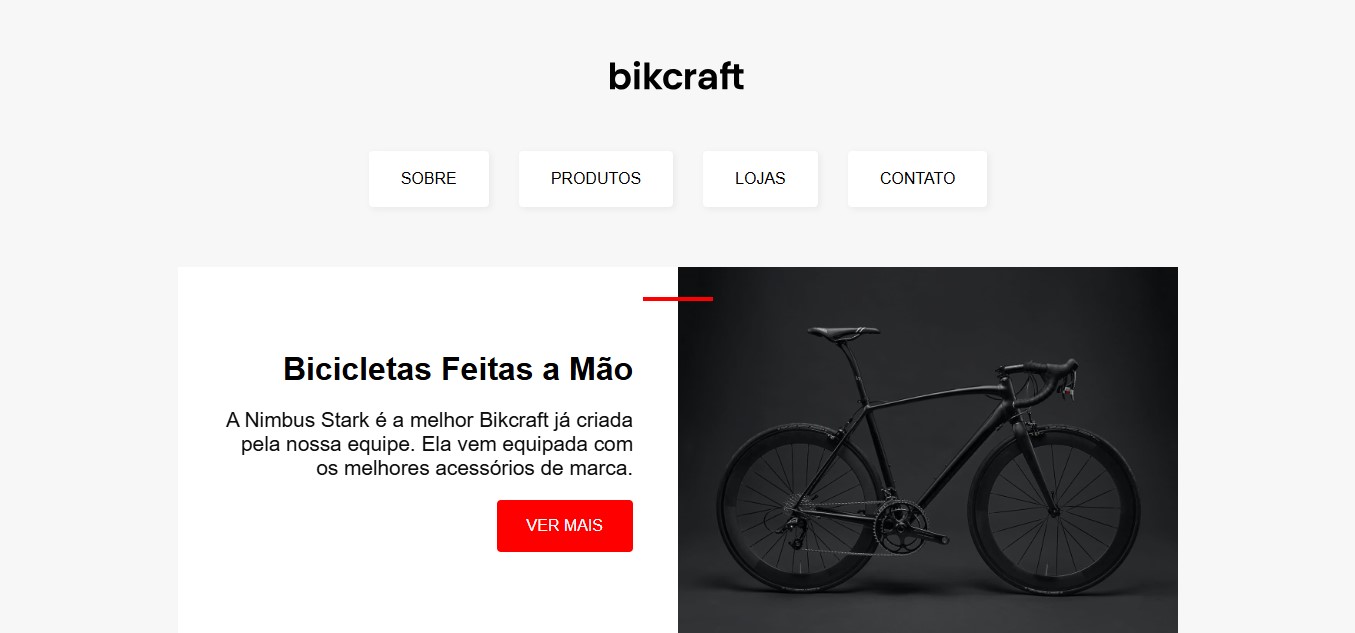 bikcraft
SOBRE
PRODUTOS
LOJAS
CONTATO
Bicicletas Feitas a Mão
A Nimbus Stark é a melhor Bikcraft já criada
pela nossa equipe. Ela vem equipada com
os melhores acessórios de marca.
VER MAIS